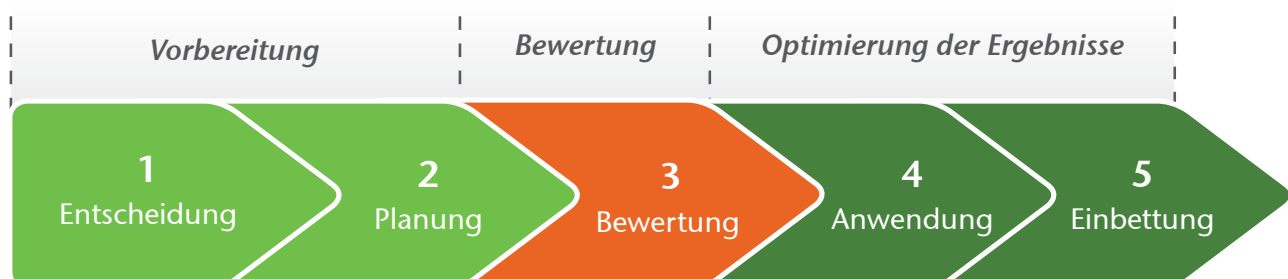 Vorbereitung
Bewertung
Optimierung der Ergebnisse
1
Entscheidung
2
Planung
3
Bewertung
4
Anwendung
5
Einbettung